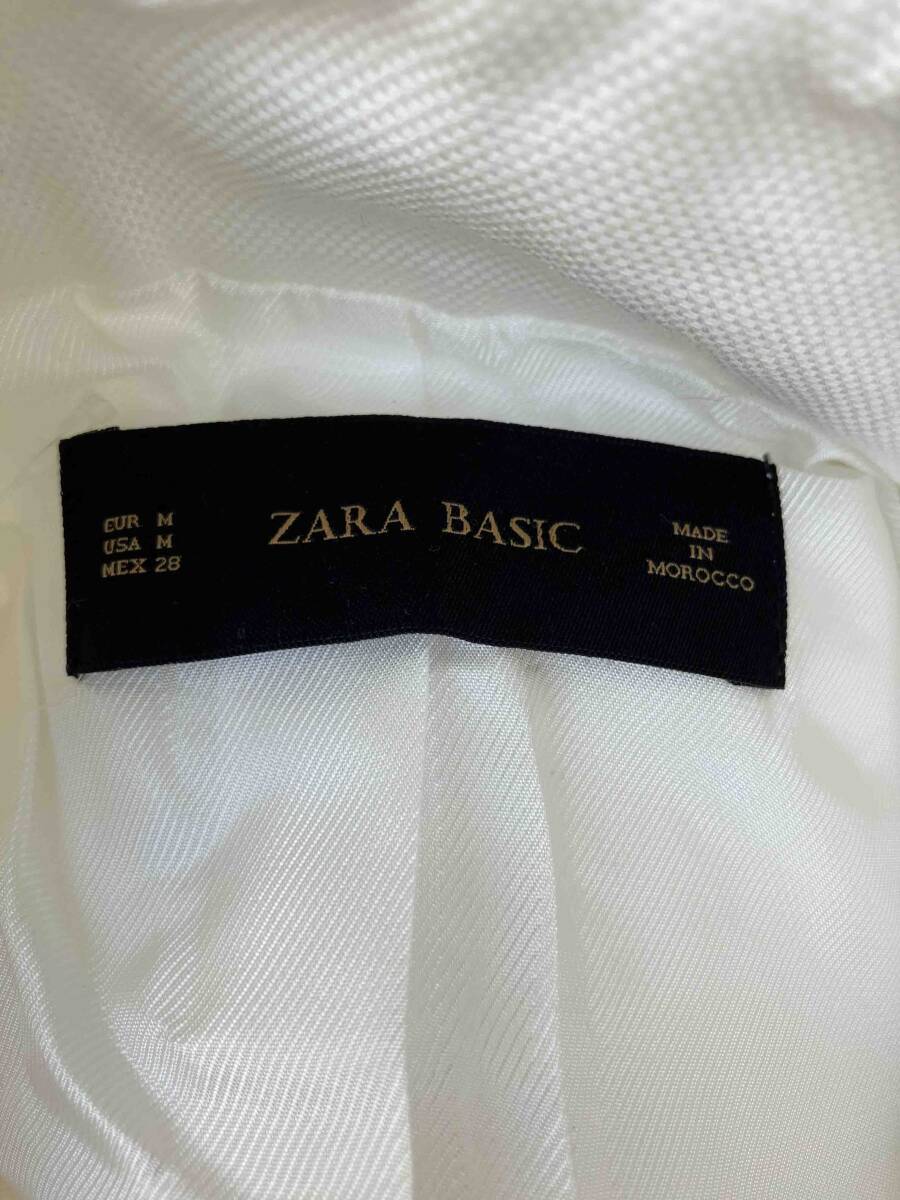 EUR M
USA M
MEX 28
ZARA BASIC
MADE
IN
MOROCCO